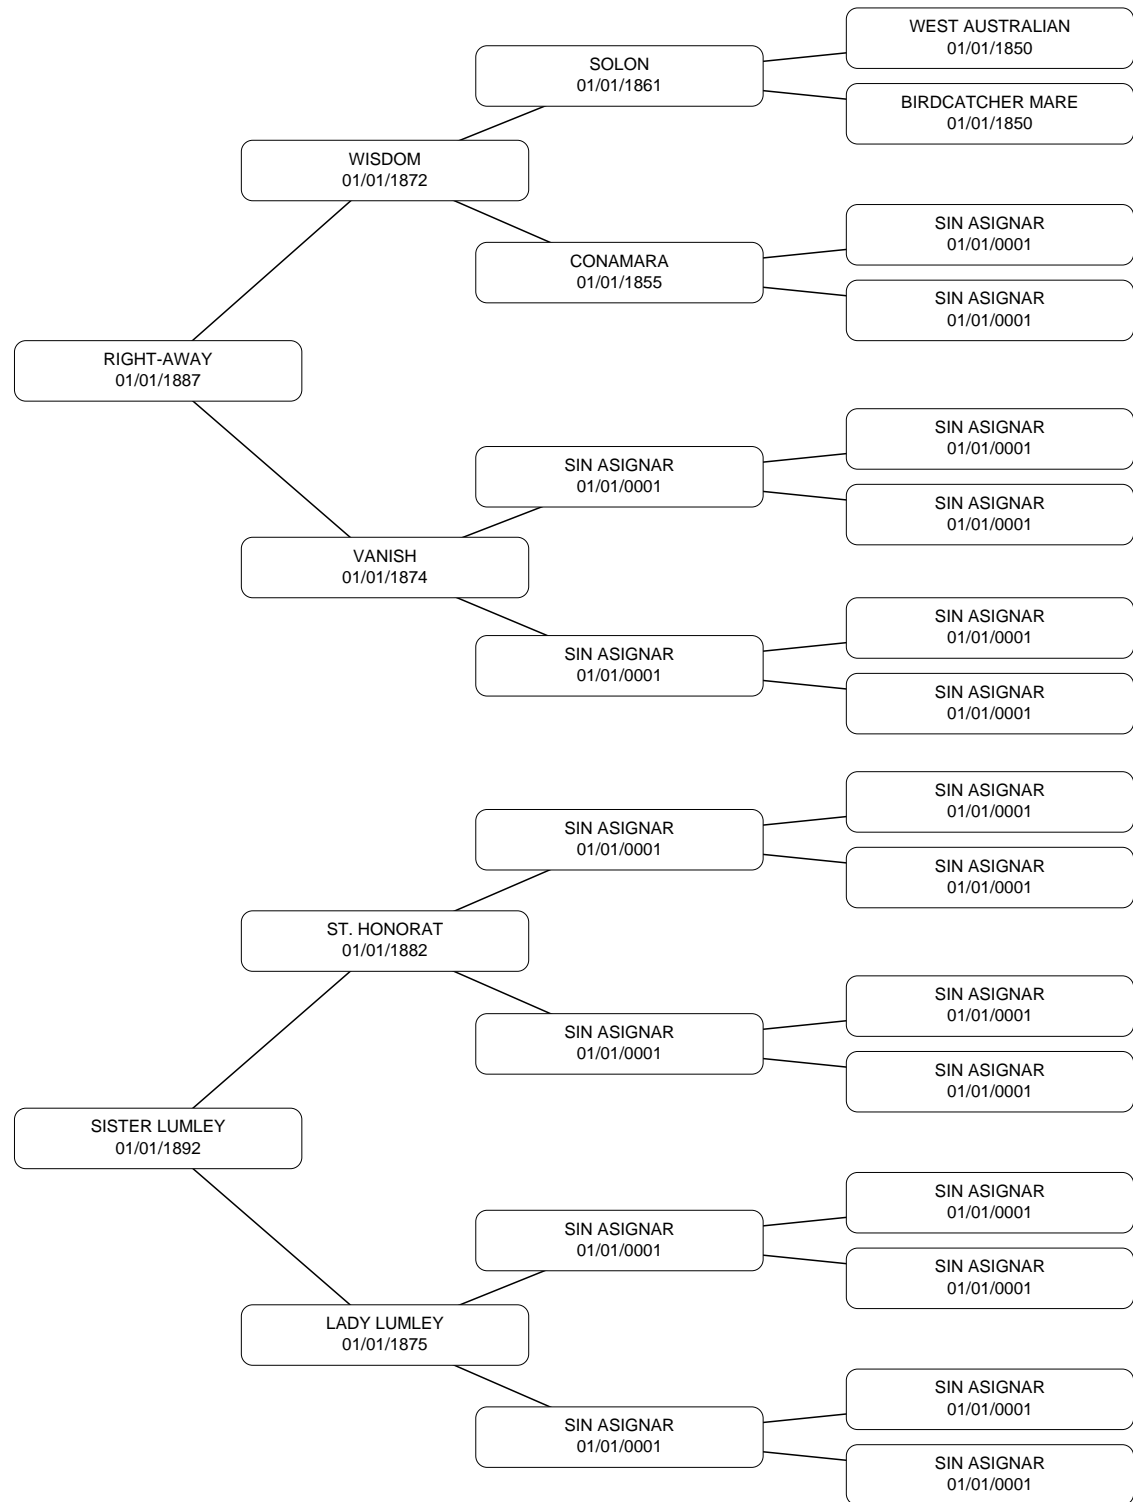 WEST AUSTRALIAN
01/01/1850
SOLON
01/01/1861
BIRDCATCHER MARE
01/01/1850
WISDOM
01/01/1872
SIN ASIGNAR
01/01/0001
CONAMARA
01/01/1855
SIN ASIGNAR
01/01/0001
RIGHT-AWAY
01/01/1887
SIN ASIGNAR
01/01/0001
SIN ASIGNAR
01/01/0001
SIN ASIGNAR
01/01/0001
VANISH
01/01/1874
SIN ASIGNAR
01/01/0001
SIN ASIGNAR
01/01/0001
SIN ASIGNAR
01/01/0001
SIN ASIGNAR
01/01/0001
SIN ASIGNAR
01/01/0001
SIN ASIGNAR
01/01/0001
ST. HONORAT
01/01/1882
SIN ASIGNAR
01/01/0001
SIN ASIGNAR
01/01/0001
SIN ASIGNAR
01/01/0001
SISTER LUMLEY
01/01/1892
SIN ASIGNAR
01/01/0001
SIN ASIGNAR
01/01/0001
SIN ASIGNAR
01/01/0001
LADY LUMLEY
01/01/1875
SIN ASIGNAR
01/01/0001
SIN ASIGNAR
01/01/0001
SIN ASIGNAR
01/01/0001